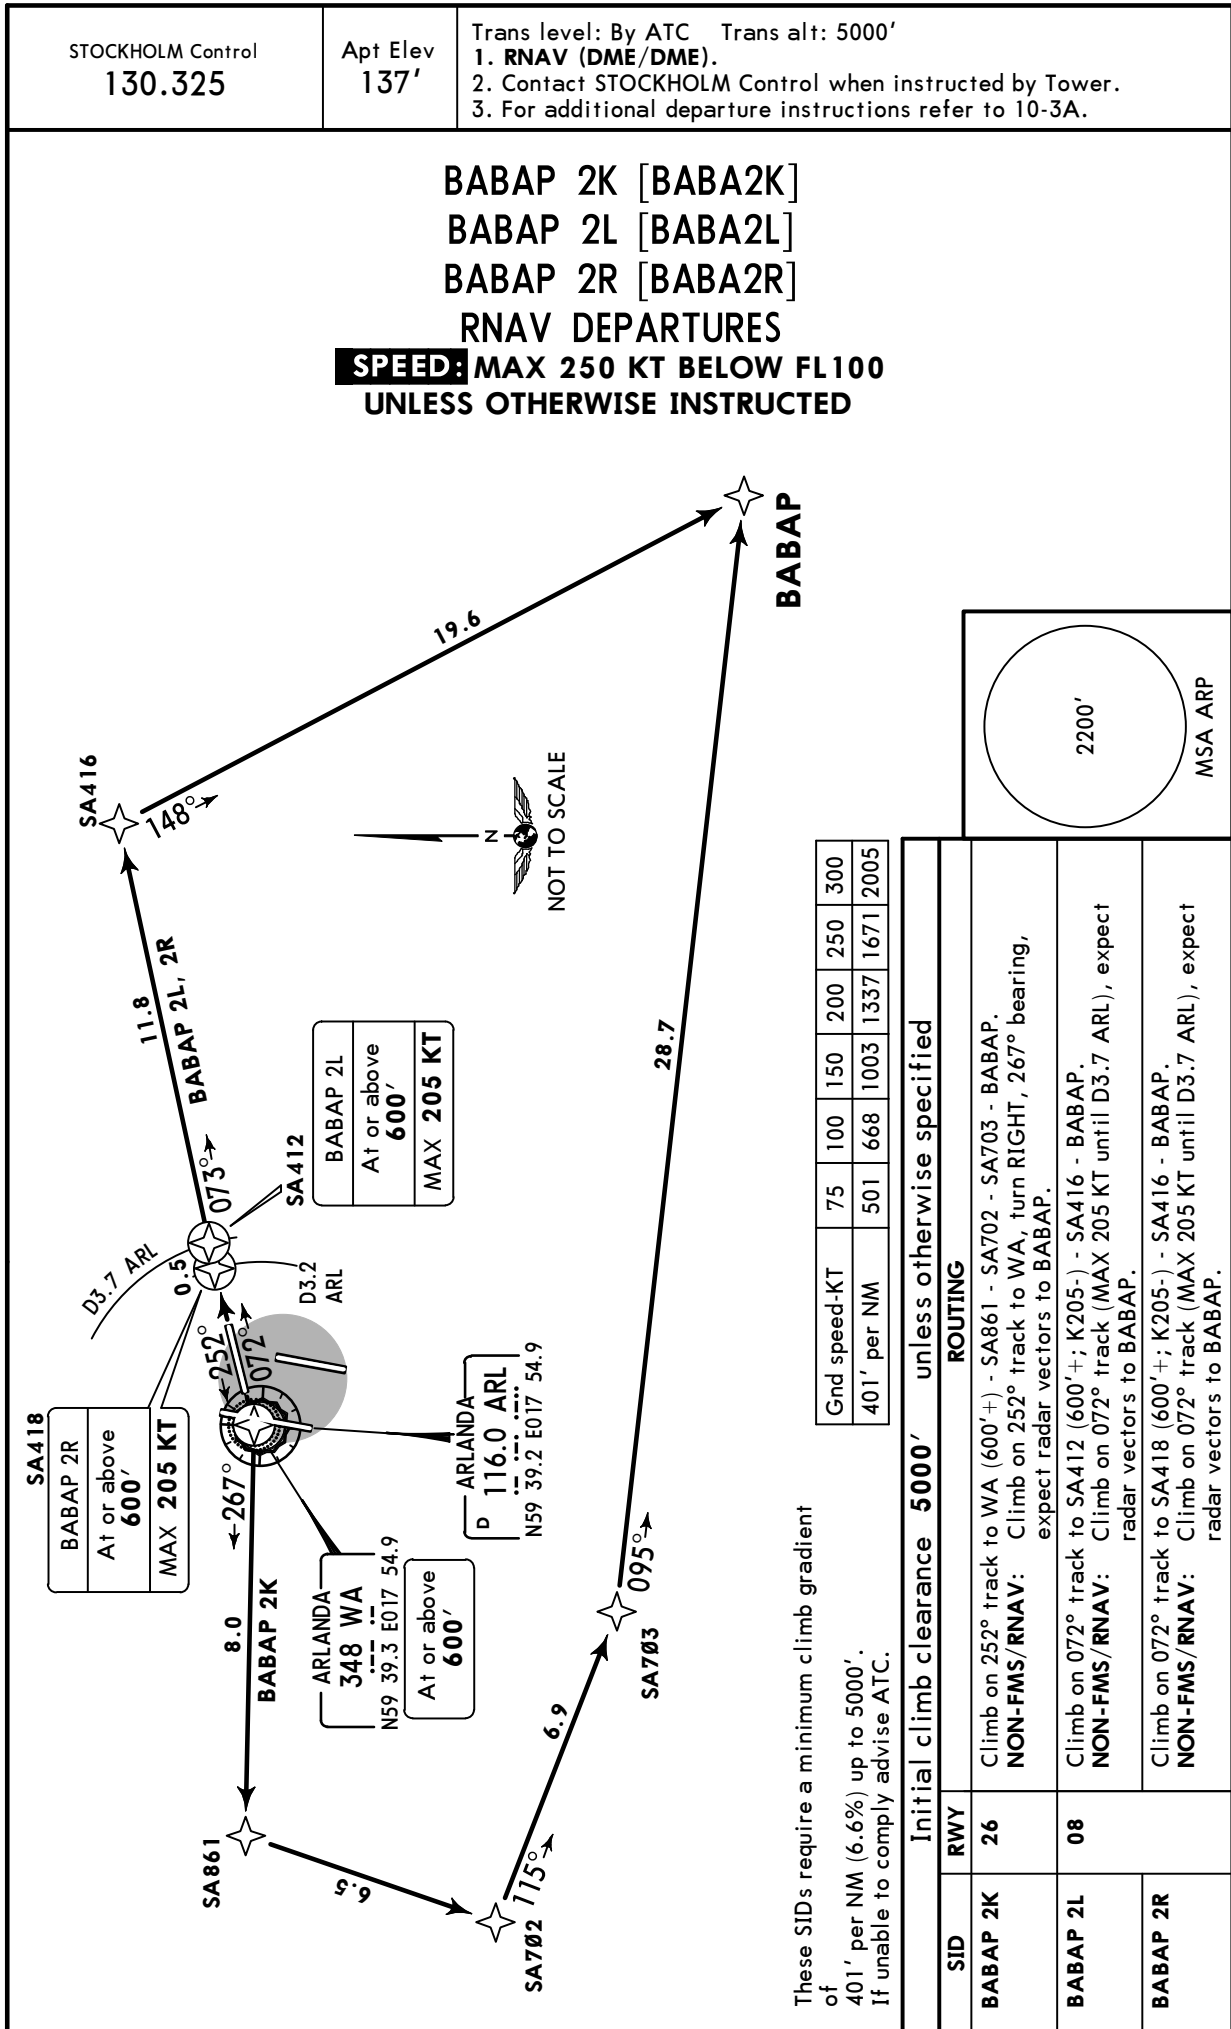 STOCKHOLM Control
130.325
Apt Elev
137'
Trans level: By ATC Trans alt: 5000'
1. RNAV (DME/DME).
2. Contact STOCKHOLM Control when instructed by Tower.
3. For additional departure instructions refer to 10-3A.
BABAP 2K [BABA2K]
BABAP 2L [BABA2L]
BABAP 2R [BABA2R]
RNAV DEPARTURES
SPEED: MAX 250 KT BELOW FL100
UNLESS OTHERWISE INSTRUCTED
SA418
BABAP 2R
At or above
600'
MAX 205 KT
D3.7 ARL
0.5
D3.2
ARL
SA412
BABAP 2L
At or above
600'
MAX 205 KT
073°
11.8
BABAP 2L, 2R
SA416
148°
19.6
BABAP
252°
072°
267°
8.0
BABAP 2K
ARLANDA
348 WA
N59 39.3 E017 54.9
At or above
600'
ARLANDA
D 116.0 ARL
N59 39.2 E017 54.9
SA861
6.5
SA7Ø2
115°
6.9
SA7Ø3
095°
28.7
N
NOT TO SCALE
These SIDs require a minimum climb gradient
of
401' per NM (6.6%) up to 5000'.
If unable to comply advise ATC.
Gnd speed-KT 75 100 150 200 250 300
401' per NM 501 668 1003 1337 1671 2005
2200'
MSA ARP
Initial climb clearance 5000' unless otherwise specified
SID RWY ROUTING
BABAP 2K 26 Climb on 252° track to WA (600'+) - SA861 - SA702 - SA703 - BABAP.
NON-FMS/RNAV: Climb on 252° track to WA, turn RIGHT, 267° bearing,
expect radar vectors to BABAP.
BABAP 2L 08 Climb on 072° track to SA412 (600'+; K205-) - SA416 - BABAP.
NON-FMS/RNAV: Climb on 072° track (MAX 205 KT until D3.7 ARL), expect
radar vectors to BABAP.
BABAP 2R Climb on 072° track to SA418 (600'+; K205-) - SA416 - BABAP.
NON-FMS/RNAV: Climb on 072° track (MAX 205 KT until D3.7 ARL), expect
radar vectors to BABAP.